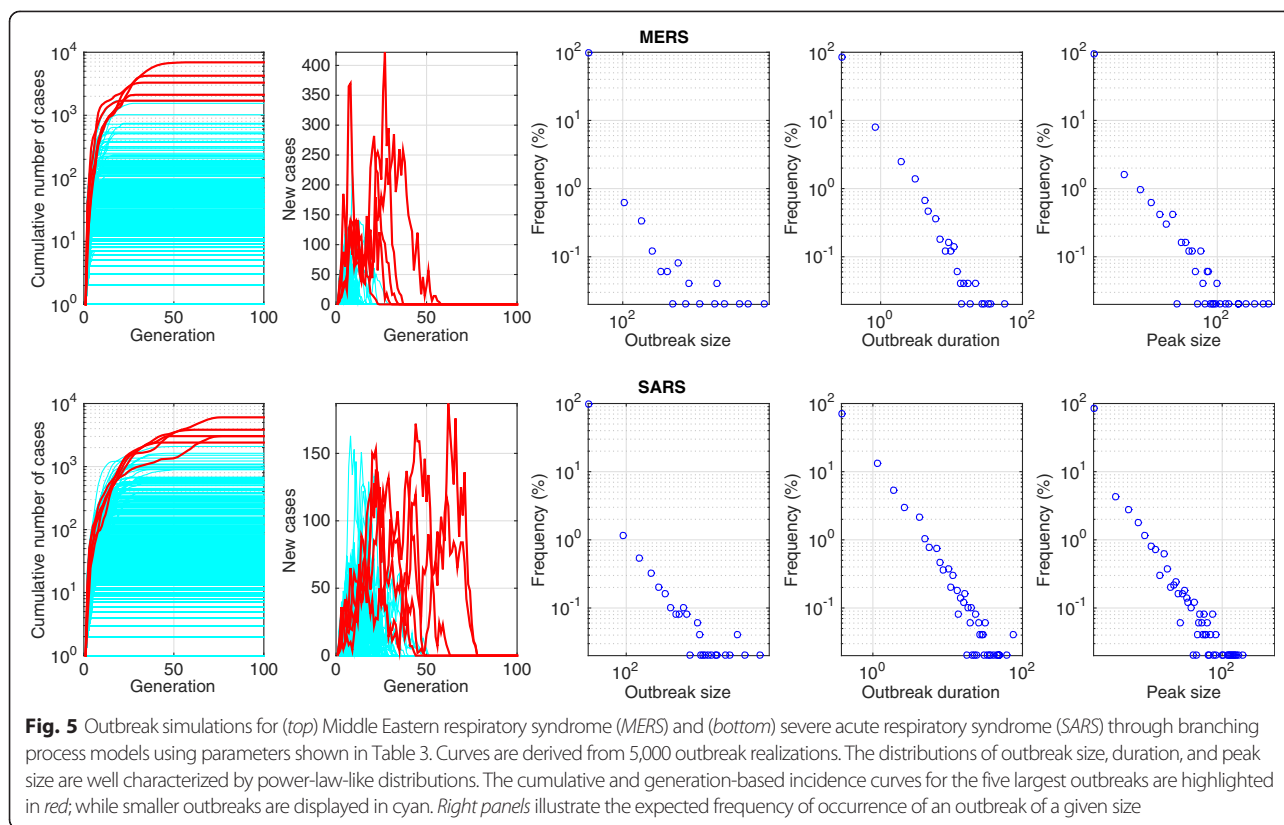 MERS
10^4
10^3
10^2
10^1
10^0
0
50
100
Cumulative number of cases
Generation
400
350
300
250
200
150
100
50
0
0
50
100
New cases
Generation
10^2
10^1
10^0
10^-1
10^2
Frequency (%)
Outbreak size
10^2
10^1
10^0
10^-1
10^0
10^2
Frequency (%)
Outbreak duration
10^2
10^1
10^0
10^-1
10^2
Frequency (%)
Peak size
SARS
10^4
10^3
10^2
10^1
10^0
0
50
100
Cumulative number of cases
Generation
150
100
50
0
0
50
100
New cases
Generation
10^2
10^1
10^0
10^-1
10^2
Frequency (%)
Outbreak size
10^2
10^1
10^0
10^-1
10^0
10^2
Frequency (%)
Outbreak duration
10^2
10^1
10^0
10^-1
10^2
Frequency (%)
Peak size
Fig. 5 Outbreak simulations for (top) Middle Eastern respiratory syndrome (MERS) and (bottom) severe acute respiratory syndrome (SARS) through branching
process models using parameters shown in Table 3. Curves are derived from 5,000 outbreak realizations. The distributions of outbreak size, duration, and peak
size are well characterized by power-law-like distributions. The cumulative and generation-based incidence curves for the five largest outbreaks are highlighted
in red; while smaller outbreaks are displayed in cyan. Right panels illustrate the expected frequency of occurrence of an outbreak of a given size